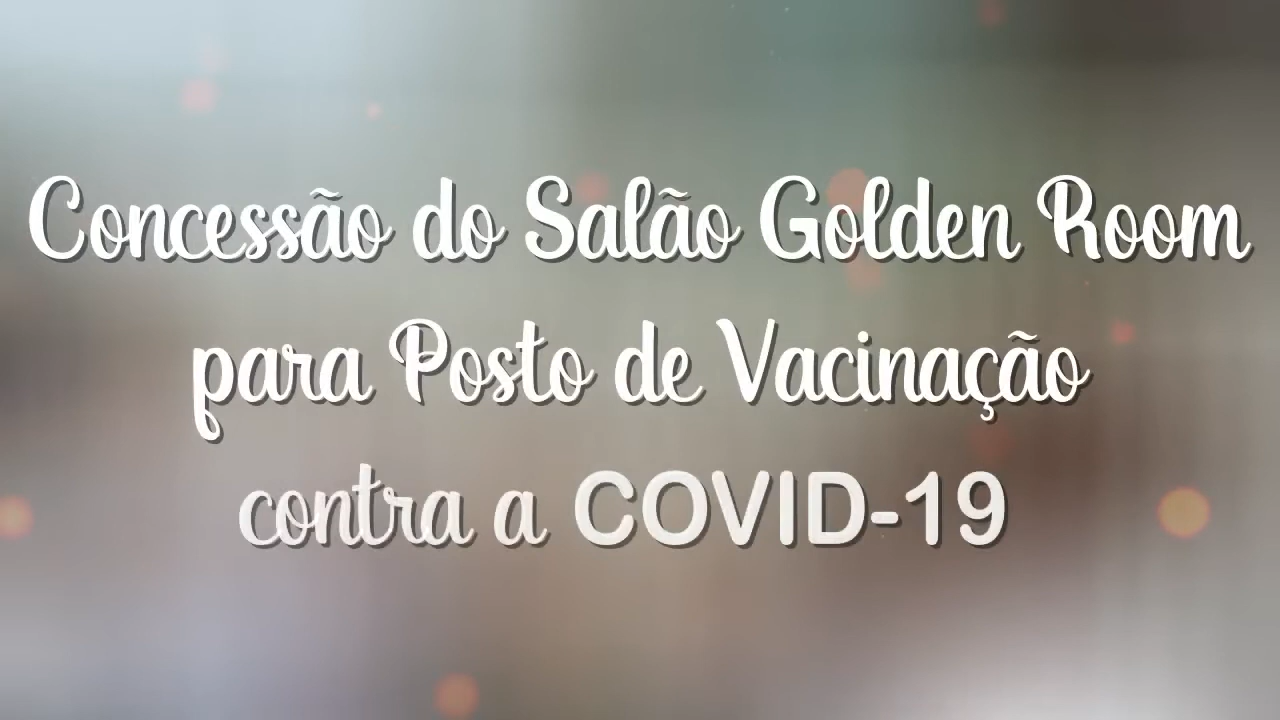 Concessão do Salão Golden Room
para Posto de Vacinação
contra a COVID-19